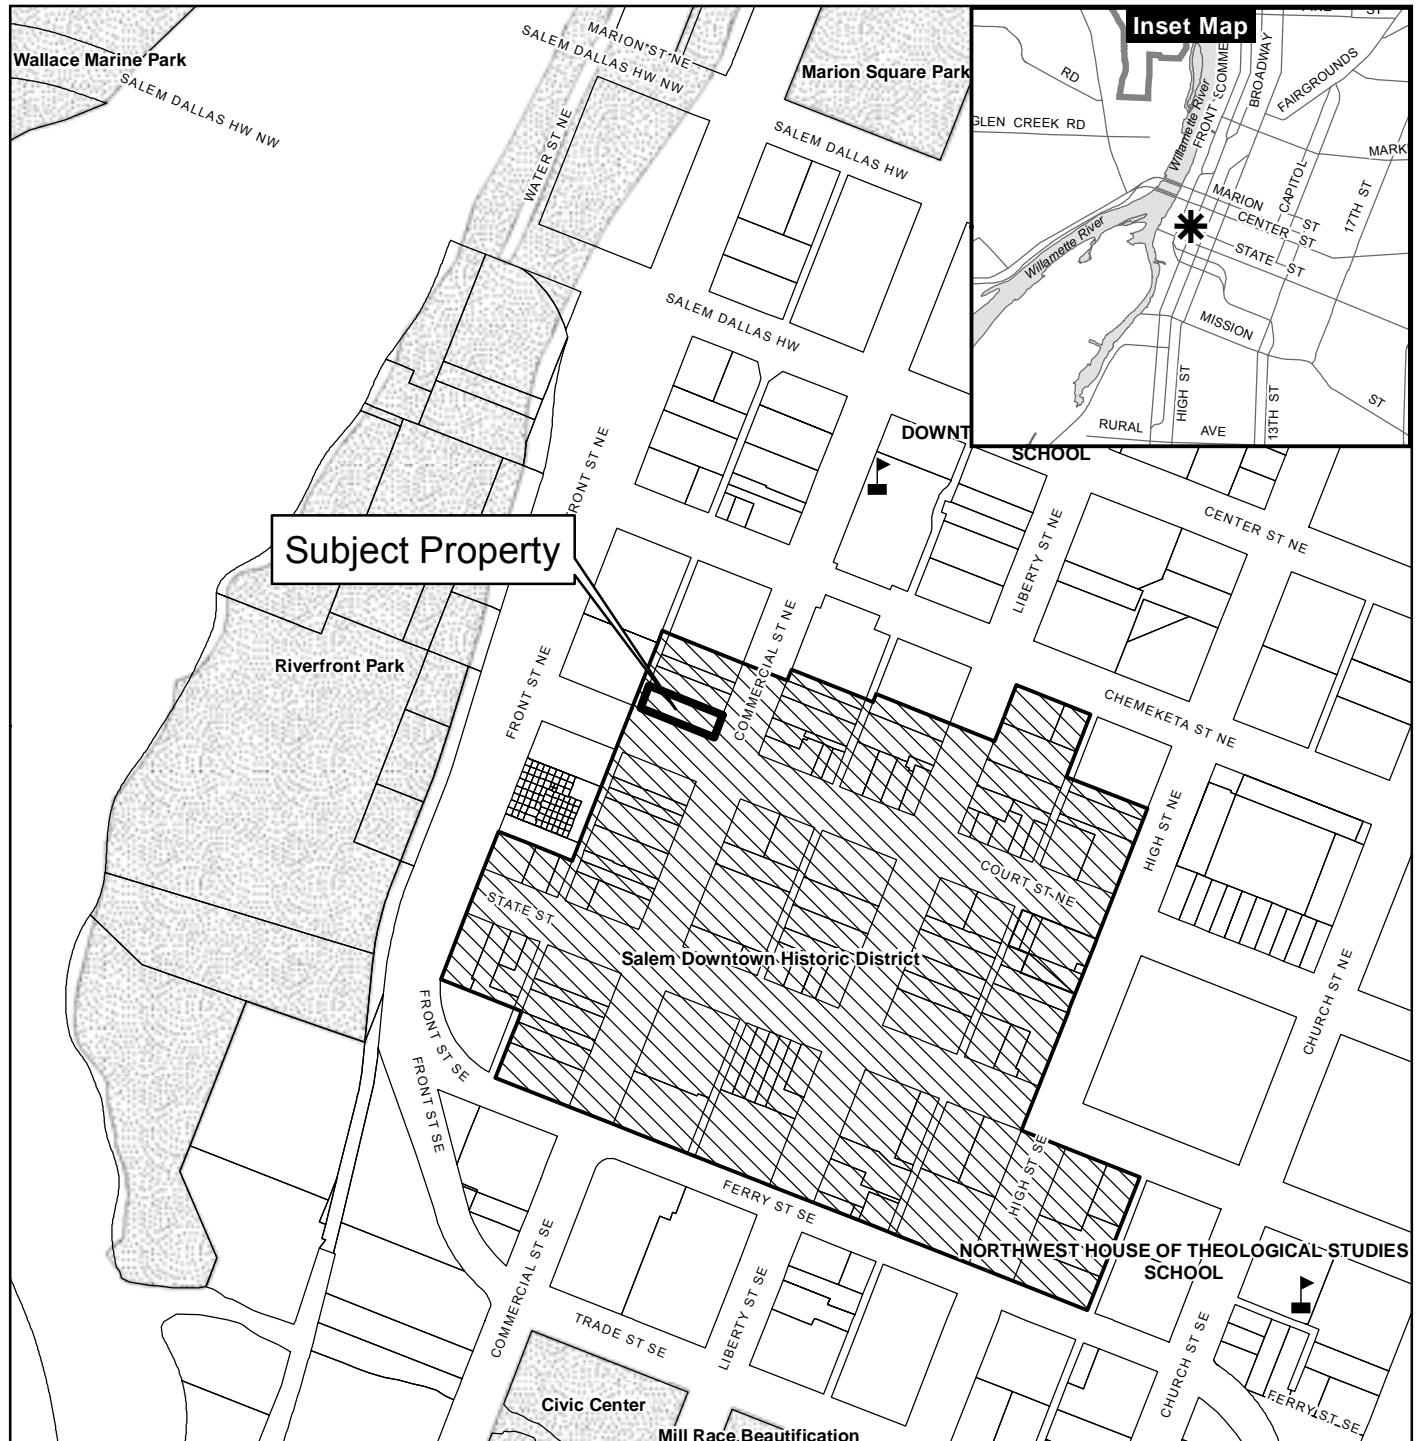 Wallace Marine Park
SALEM DALLAS HW NW
MARION ST NE
SALEM DALLAS HW NW
WATER ST NE
Marion Square Park
SALEM DALLAS HW
SALEM DALLAS HW
Inset Map
RD
GLEN CREEK RD
Willamette River
Willamette River
FRONT ST
COMME
BROADWAY
FAIRGROUNDS
ST
MARK
CAPITOL
17TH ST
MARION ST
CENTER ST
STATE ST
MISSION
ST
HIGH ST
13TH ST
RURAL AVE
DOWNT
SCHOOL
FRONT ST NE
Subject Property
CENTER ST NE
LIBERTY ST NE
COMMERCIAL ST NE
Riverfront Park
FRONT ST NE
CHEMEKETA ST NE
HIGH ST NE
COURT ST NE
STATE ST
Salem Downtown Historic District
CHURCH ST NE
FRONT ST SE
FRONT ST SE
HIGH ST SE
FERRY ST SE
NORTHWEST HOUSE OF THEOLOGICAL STUDIES
SCHOOL
COMMERCIAL ST SE
LIBERTY ST SE
TRADE ST SE
CHURCH ST SE
FERRY ST SE
Civic Center
Mill Race Beautification